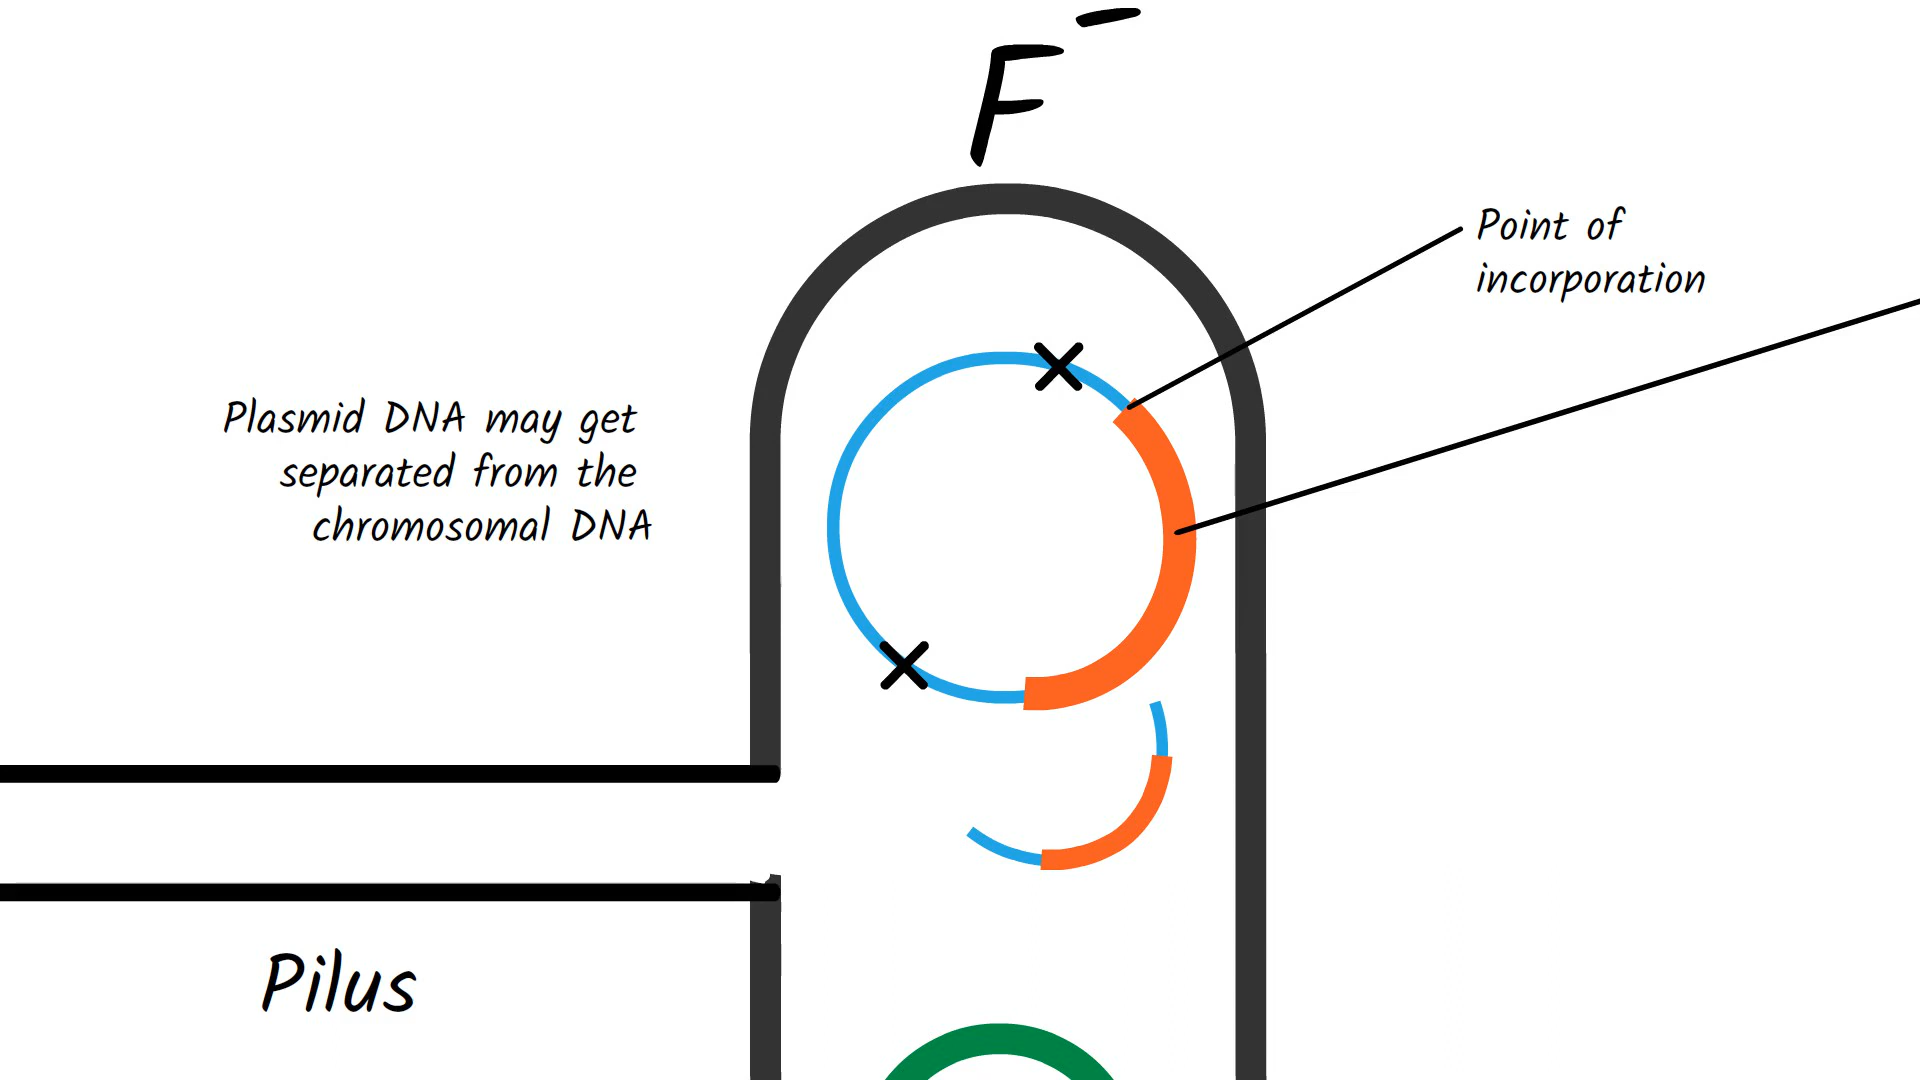 F⁻
Point of
incorporation
Plasmid DNA may get
separated from the
chromosomal DNA
Pilus